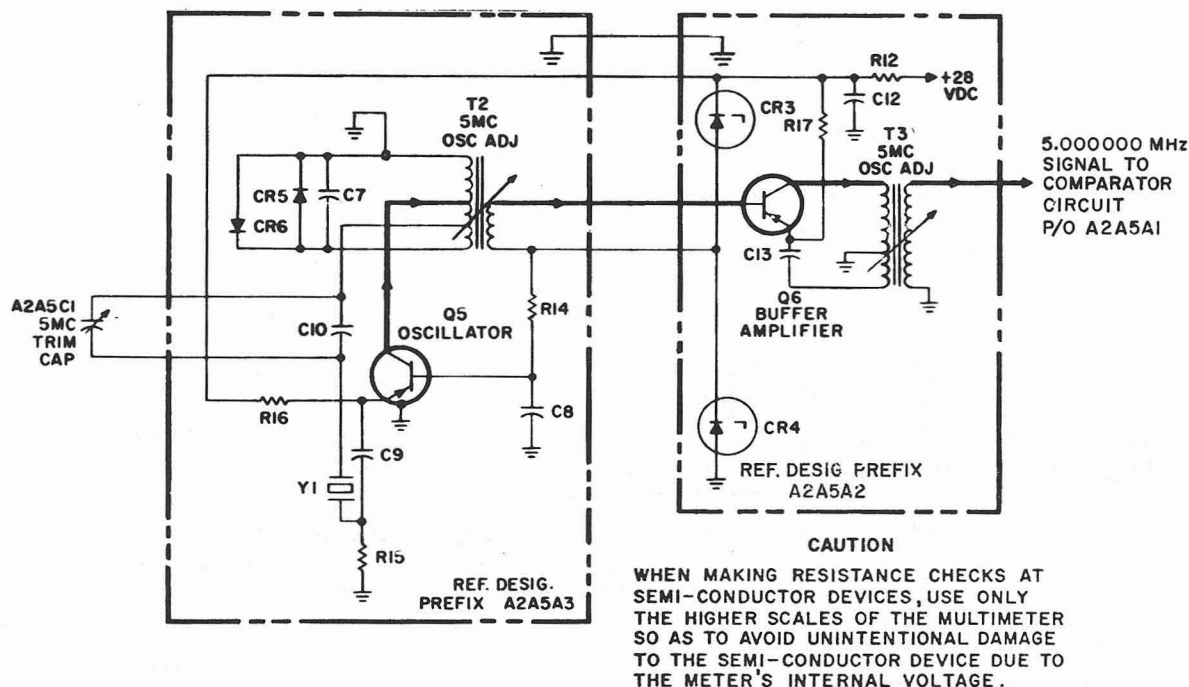 R12
+28
VDC
C12
CR3
R17
T2
5MC
OSC ADJ
T3
5MC
OSC ADJ
5.000000 MHz
SIGNAL TO
COMPARATOR
CIRCUIT
P/O A2A5A1
CR5
C7
CR6
C13
Q6
BUFFER
AMPLIFIER
A2A5C1
5MC
TRIM
CAP
C10
Q5
OSCILLATOR
R14
R16
C8
C9
CR4
Y1
REF. DESIG PREFIX
A2A5A2
R15
REF. DESIG.
PREFIX A2A5A3
CAUTION
WHEN MAKING RESISTANCE CHECKS AT
SEMI-CONDUCTOR DEVICES, USE ONLY
THE HIGHER SCALES OF THE MULTIMETER
SO AS TO AVOID UNINTENTIONAL DAMAGE
TO THE SEMI-CONDUCTOR DEVICE DUE TO
THE METER'S INTERNAL VOLTAGE.